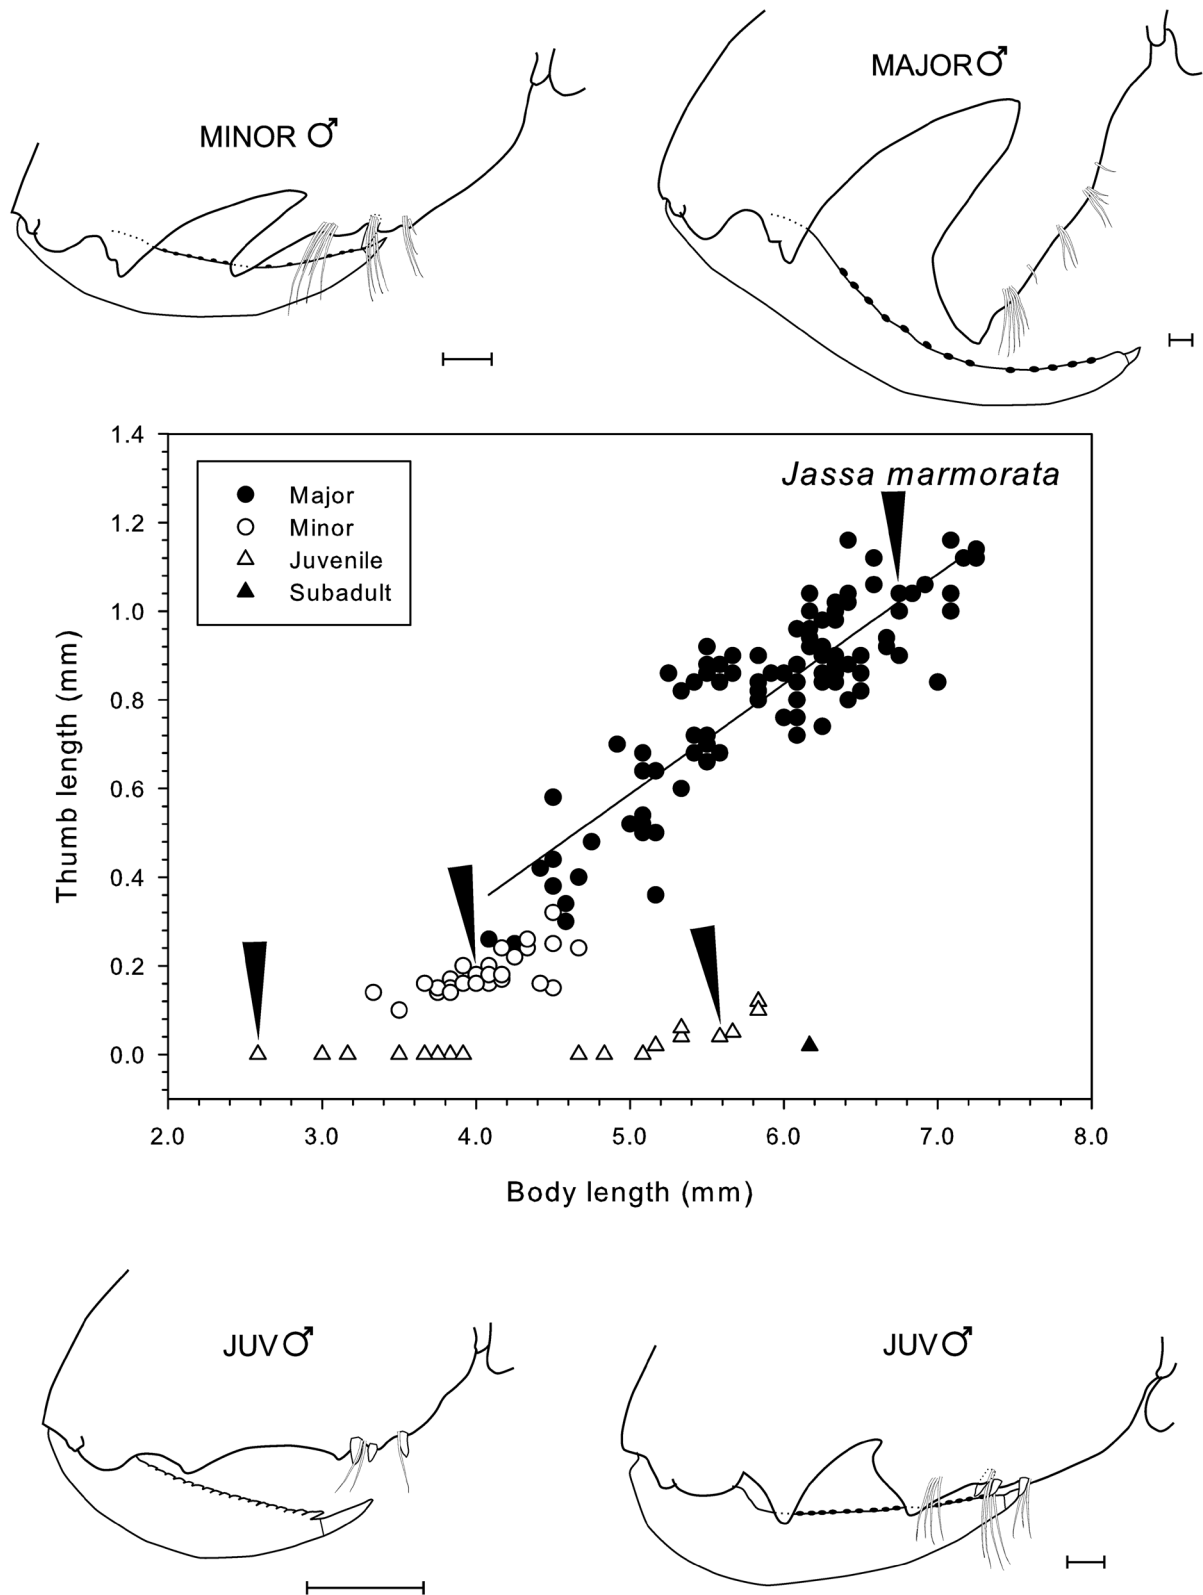 MINOR ♂
MAJOR ♂
Jassa marmorata
Major
Minor
Juvenile
Subadult
1.4
1.2
1.0
0.8
0.6
0.4
0.2
0.0
Thumb length (mm)
2.0 3.0 4.0 5.0 6.0 7.0 8.0
Body length (mm)
JUV ♂
JUV ♂